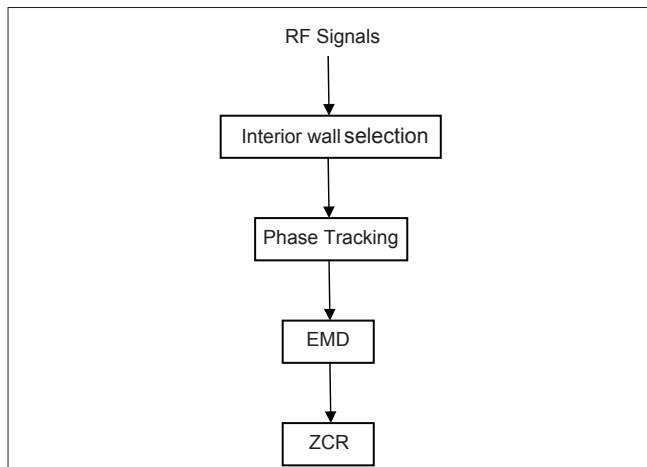 RF Signals
Interior wall selection
Phase Tracking
EMD
ZCR